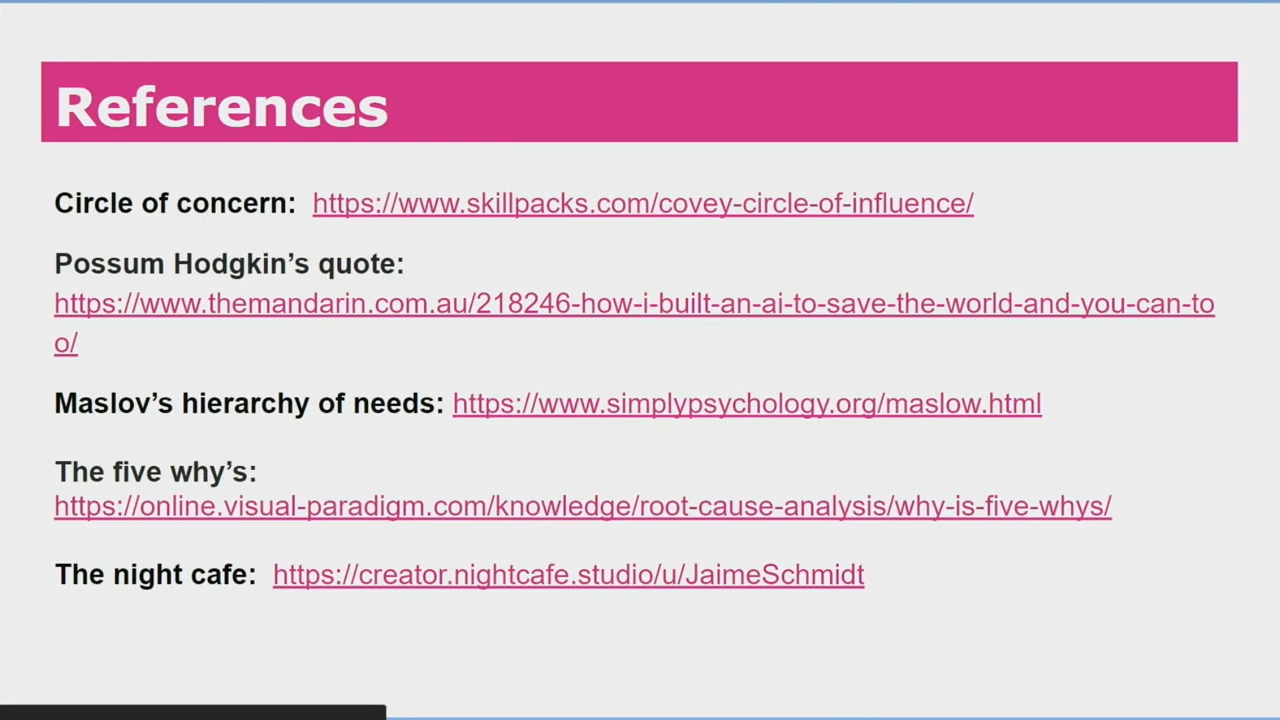 References
Circle of concern: https://www.skillpacks.com/covey-circle-of-influence/
Possum Hodgkin’s quote:
https://www.themandarin.com.au/218246-how-i-built-an-ai-to-save-the-world-and-you-can-to
o/
Maslov’s hierarchy of needs: https://www.simplypsychology.org/maslow.html
The five why’s:
https://online.visual-paradigm.com/knowledge/root-cause-analysis/why-is-five-whys/
The night cafe: https://creator.nightcafe.studio/u/JaimeSchmidt